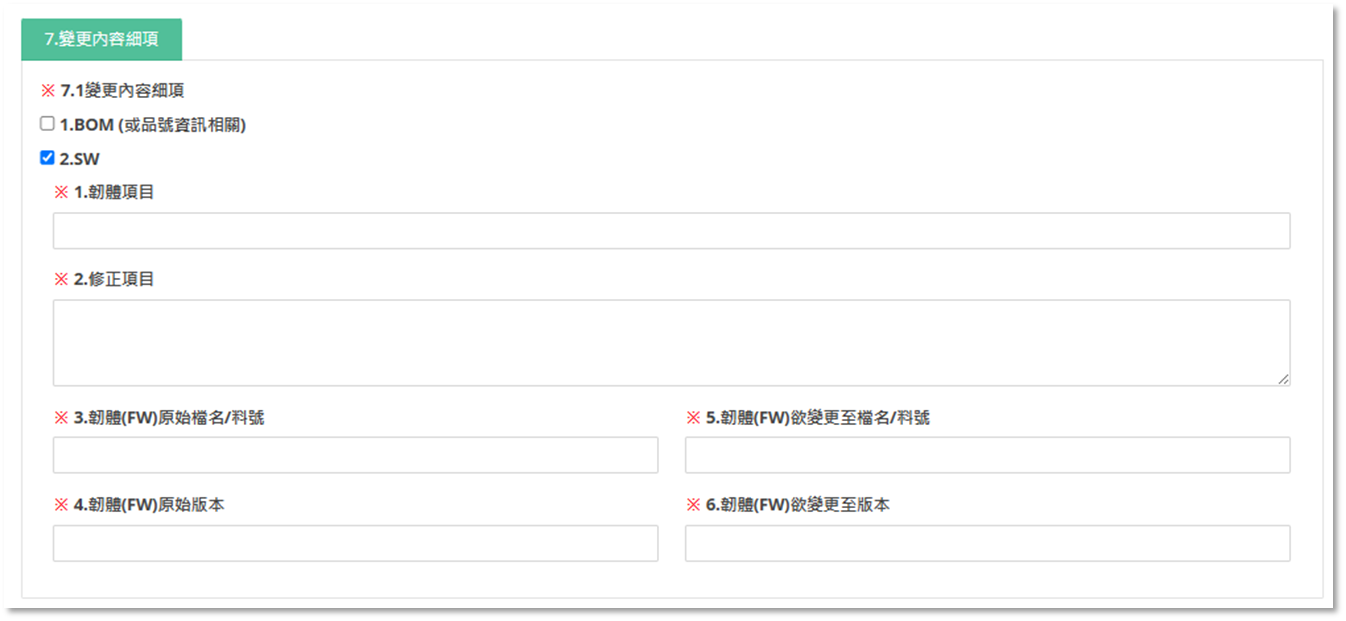 7.變更內容細項
※ 7.1變更內容細項
1.BOM (或品號資訊相關)
2.SW
※ 1.韌體項目
※ 2.修正項目
※ 3.韌體(FW)原始檔名/料號
※ 5.韌體(FW)欲變更至檔名/料號
※ 4.韌體(FW)原始版本
※ 6.韌體(FW)欲變更至版本